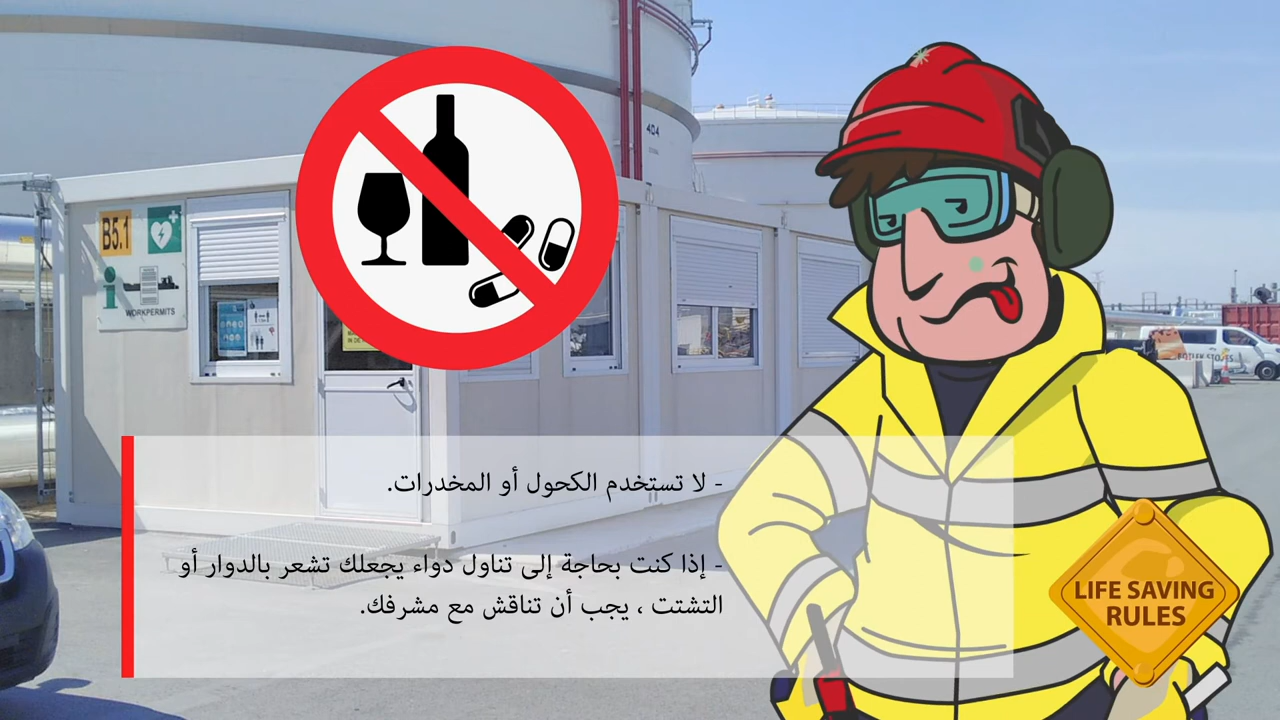 404
B5.1
WORKPERMITS
- لا تستخدم الكحول أو المخدرات.
- إذا كنت بحاجة إلى تناول دواء يجعلك تشعر بالدوار أو
التشتت ، يجب أن تناقش مع مشرفك.
LIFE SAVING
RULES